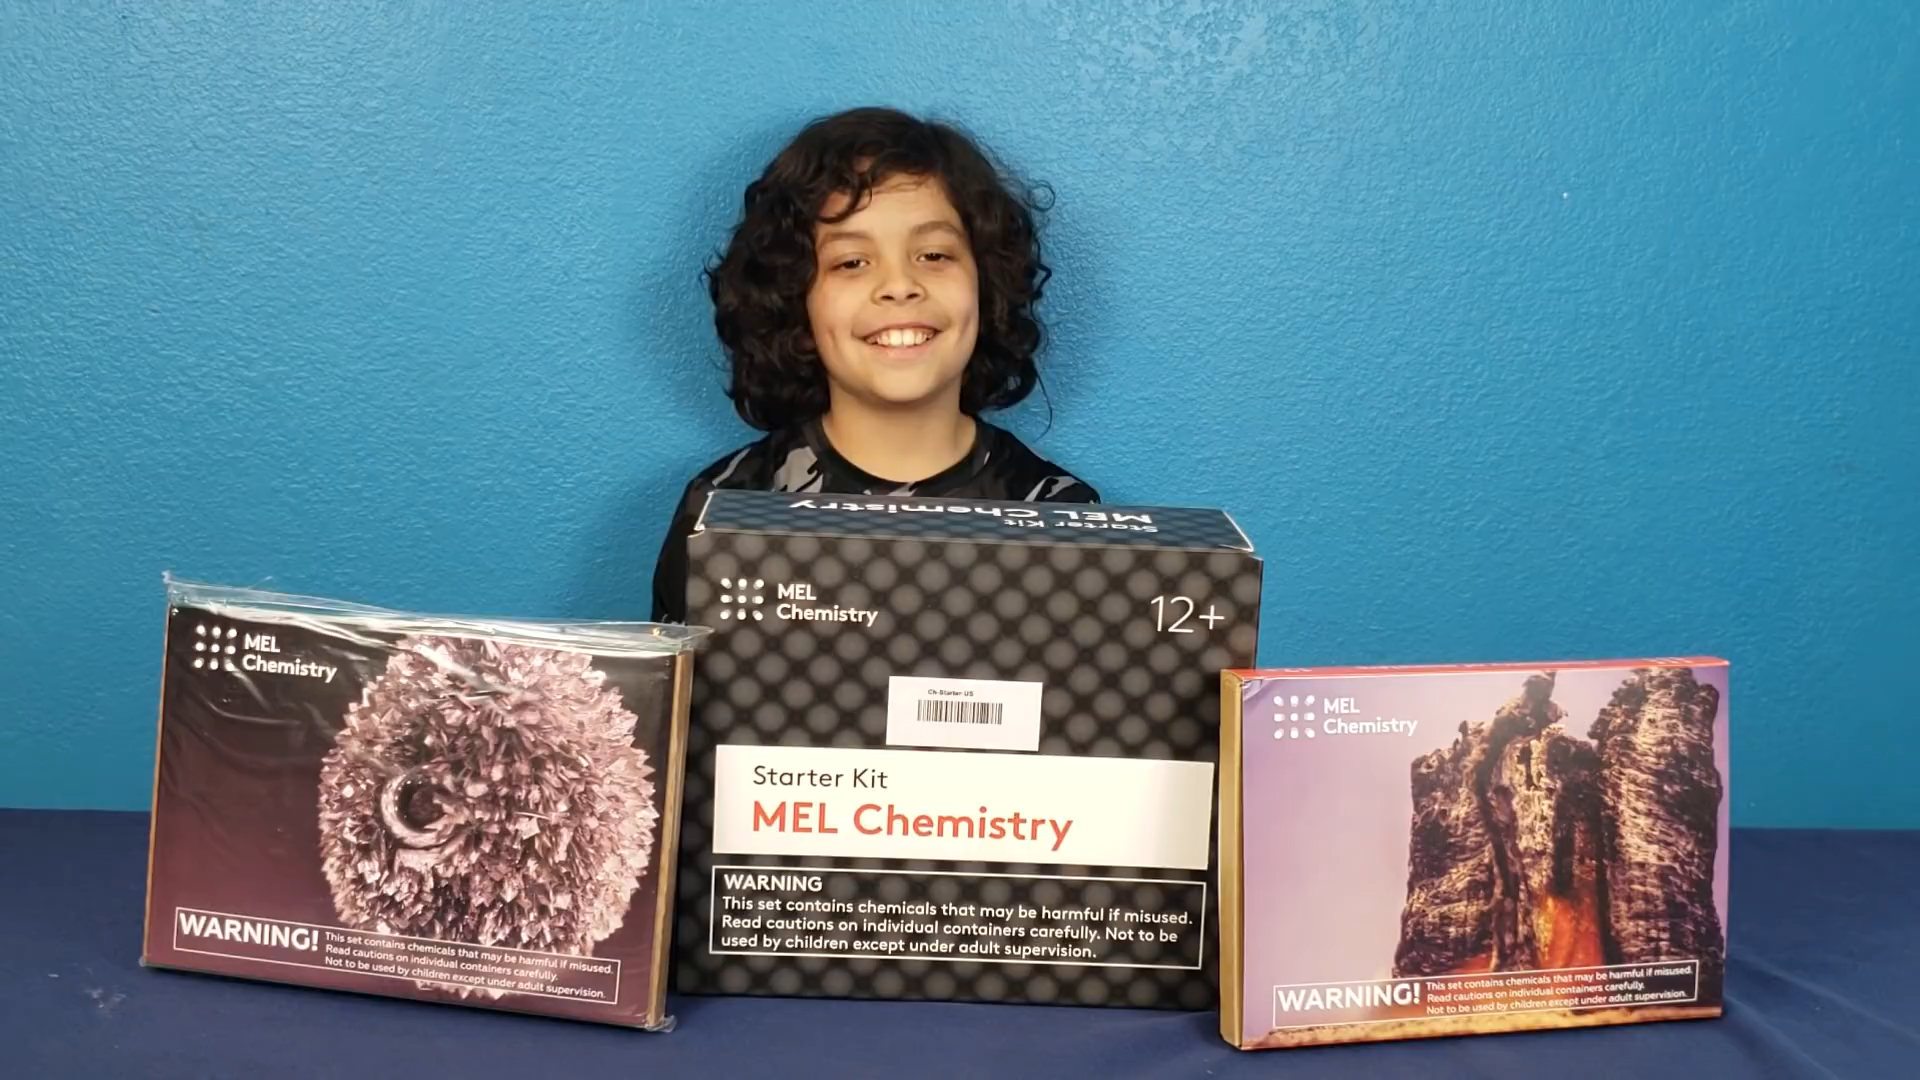 MEL
Chemistry
WARNING!
This set contains chemicals that may be harmful if misused.
Read cautions on individual containers carefully.
Not to be used by children except under adult supervision.
Starter Kit
MEL Chemistry
MEL
Chemistry
12+
Ch-Starter US
Starter Kit
MEL Chemistry
WARNING
This set contains chemicals that may be harmful if misused.
Read cautions on individual containers carefully. Not to be
used by children except under adult supervision.
MEL
Chemistry
WARNING!
This set contains chemicals that may be harmful if misused.
Read cautions on individual containers carefully.
Not to be used by children except under adult supervision.